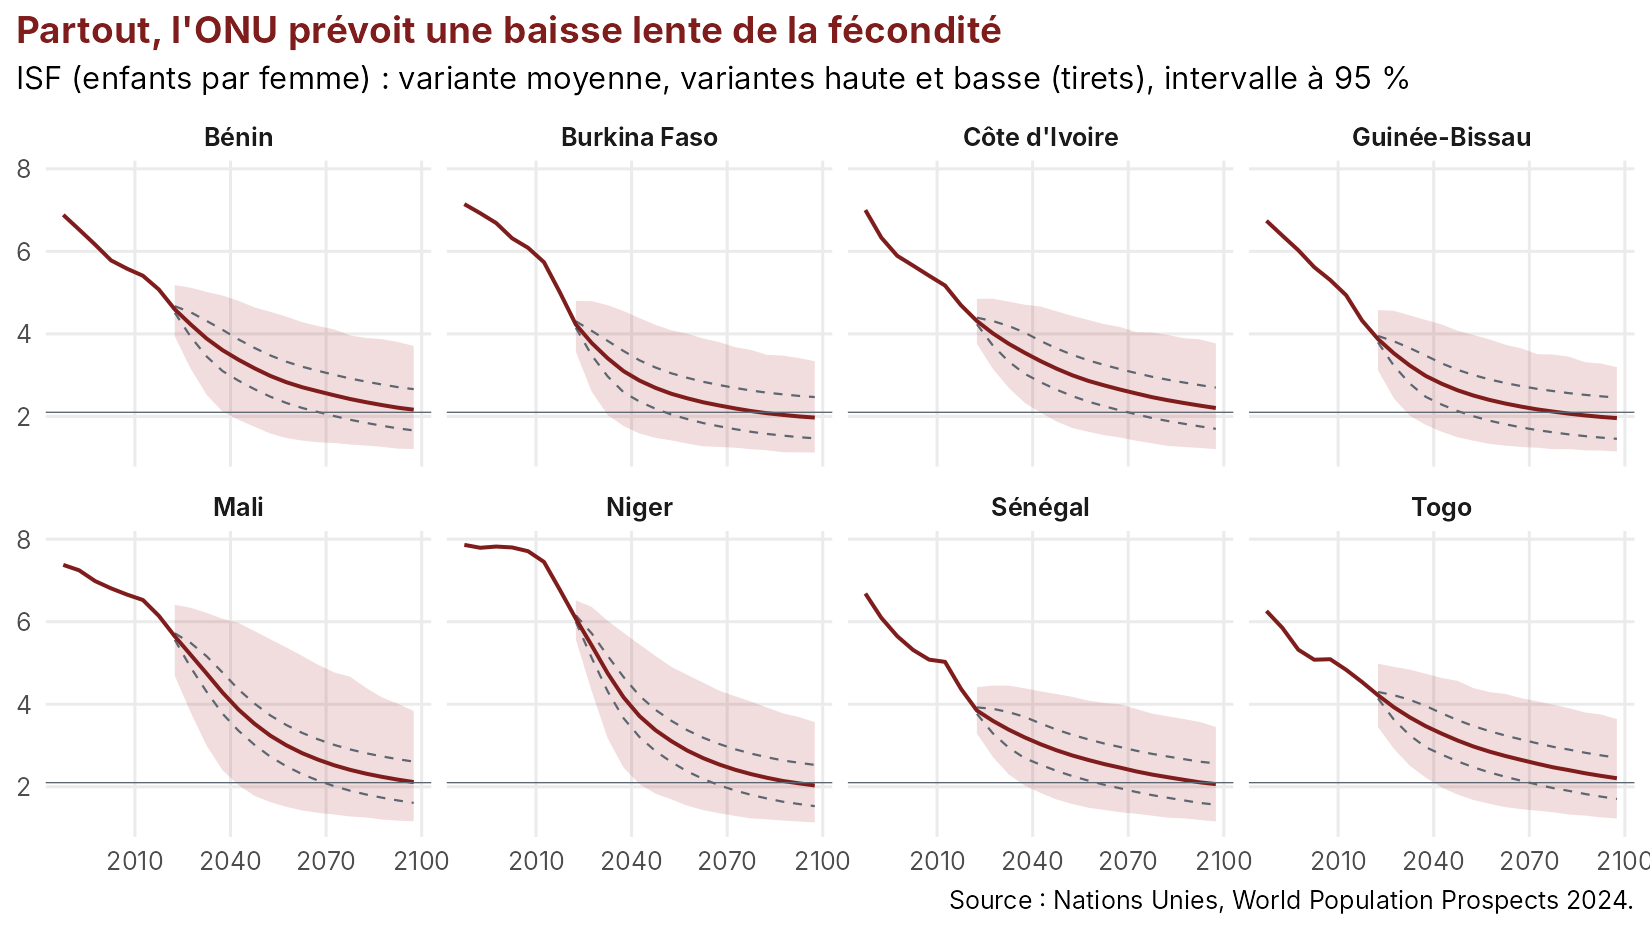 Partout, l'ONU prévoit une baisse lente de la fécondité
ISF (enfants par femme) : variante moyenne, variantes haute et basse (tirets), intervalle à 95 %
Bénin Burkina Faso Côte d'Ivoire Guinée-Bissau
8
6
4
2
Mali Niger Sénégal Togo
8
6
4
2
2010 2040 2070 2100 2010 2040 2070 2100 2010 2040 2070 2100 2010 2040 2070 2100
Source : Nations Unies, World Population Prospects 2024.